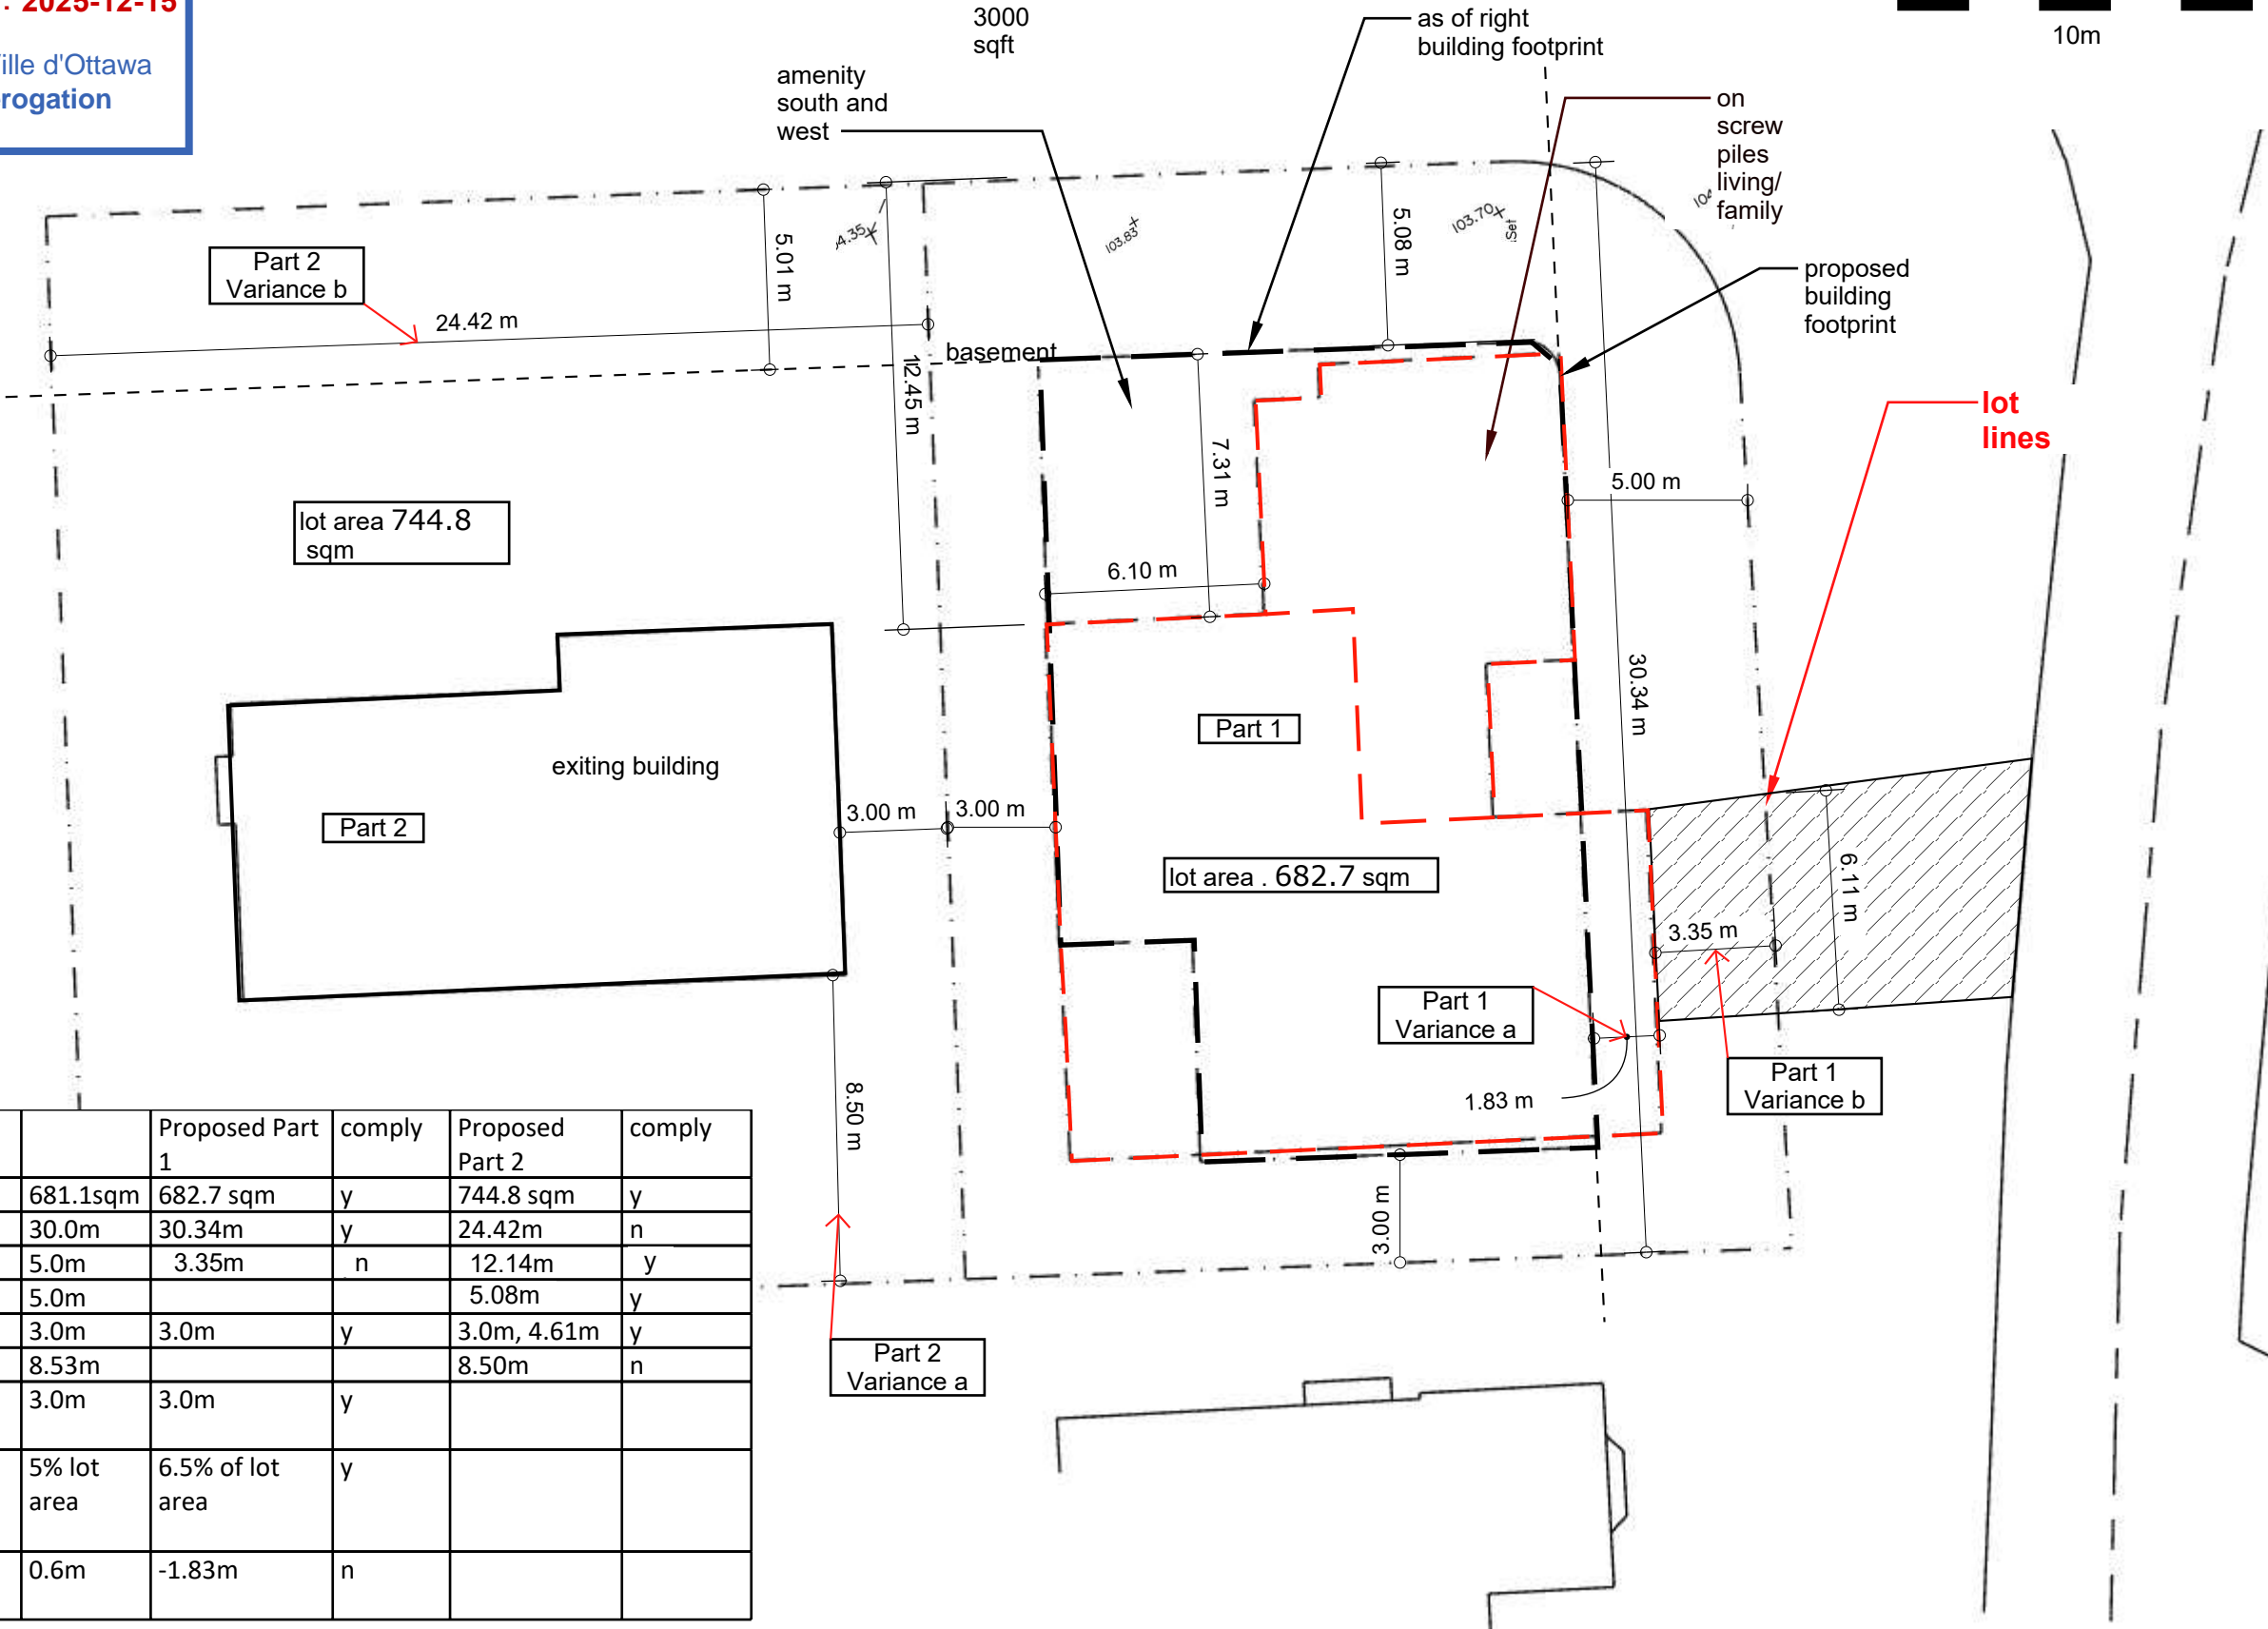 : 2025-12-15
ille d'Ottawa
rogation
3000
sqft
as of right
building footprint
10m
amenity
south and
west
on
screw
piles
living/
family
103.83
103.70
Set
5.01 m
5.08 m
Part 2
Variance b
24.42 m
proposed
building
footprint
basement
12.45 m
lot
lines
7.31 m
5.00 m
lot area 744.8
sqm
6.10 m
30.34 m
Part 1
exiting building
Part 2
3.00 m
3.00 m
lot area . 682.7 sqm
6.11 m
3.35 m
Part 1
Variance a
Part 1
Variance b
1.83 m
8.50 m
3.00 m
Part 2
Variance a
Proposed Part 1 comply Proposed Part 2 comply
681.1sqm 682.7 sqm y 744.8 sqm y
30.0m 30.34m y 24.42m n
5.0m 3.35m n 12.14m y
5.0m 5.08m y
3.0m 3.0m y 3.0m, 4.61m y
8.53m 8.50m n
3.0m 3.0m y
5% lot area 6.5% of lot area y
0.6m -1.83m n